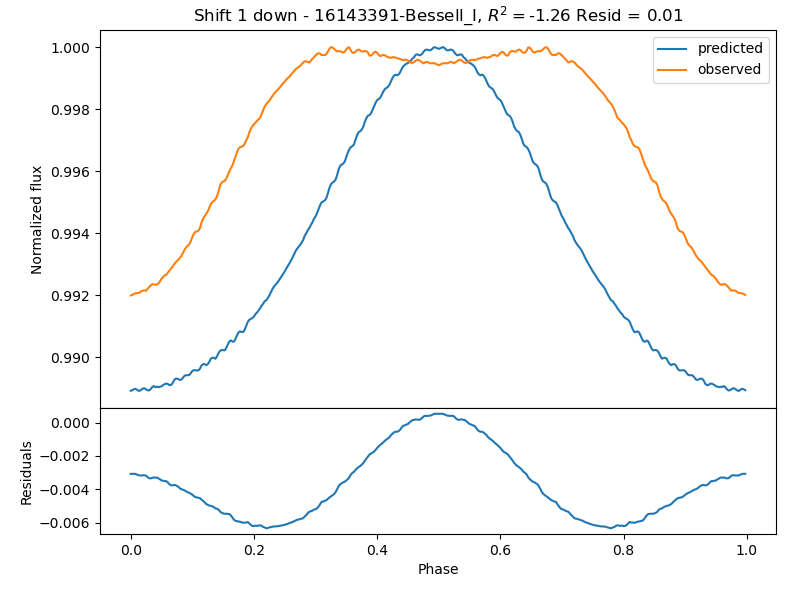 Shift 1 down - 16143391-Bessell_I, R² = -1.26 Resid = 0.01
predicted
observed
1.000
0.998
0.996
0.994
0.992
0.990
Normalized flux
0.000
−0.002
−0.004
−0.006
Residuals
0.0 0.2 0.4 0.6 0.8 1.0
Phase